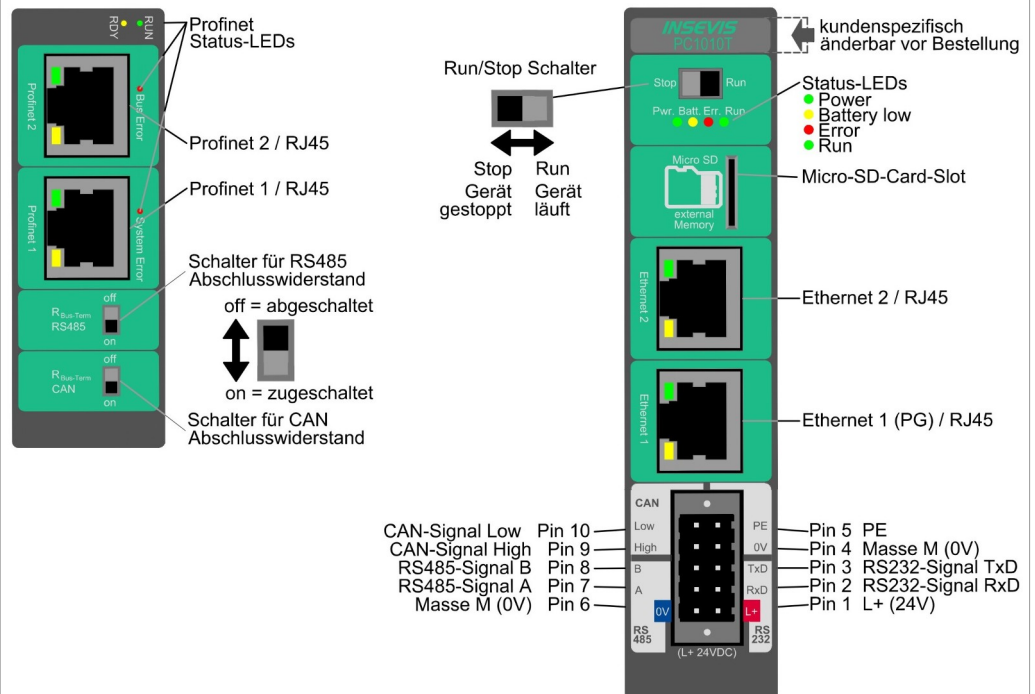 RDY
RUN
Profinet
Status-LEDs
Profinet 2
Bus Error
Profinet 2 / RJ45
Profinet 1
System Error
Profinet 1 / RJ45
Schalter für RS485
Abschlusswiderstand
off
R Bus-Term.
RS485
on
off = abgeschaltet
on = zugeschaltet
off
R Bus-Term.
CAN
on
Schalter für CAN
Abschlusswiderstand
INSEVIS
PC1010T
kundenspezifisch
änderbar vor Bestellung
Run/Stop Schalter
Stop Run
Gerät Gerät
gestoppt läuft
Stop Run
Pwr. Batt. Err. Run
Status-LEDs
Power
Battery low
Error
Run
Micro SD
external
Memory
Micro-SD-Card-Slot
Ethernet 2
Ethernet 2 / RJ45
Ethernet 1
Ethernet 1 (PG) / RJ45
CAN-Signal Low Pin 10
CAN-Signal High Pin 9
RS485-Signal B Pin 8
RS485-Signal A Pin 7
Masse M (0V) Pin 6
CAN
Low
High
B
A
0V
RS
485
PE
0V
TxD
RxD
L+
RS
232
(L+ 24VDC)
Pin 5 PE
Pin 4 Masse M (0V)
Pin 3 RS232-Signal TxD
Pin 2 RS232-Signal RxD
Pin 1 L+ (24V)